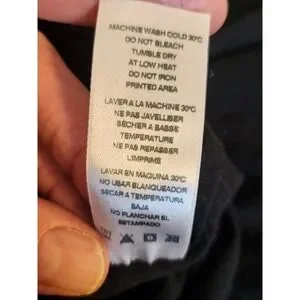 MACHINE WASH COLD 30°C
DO NOT BLEACH
TUMBLE DRY
AT LOW HEAT
DO NOT IRON
PRINTED AREA
LAVER A LA MACHINE 30°C
NE PAS JAVELLISER
SÉCHER A BASSE
TEMPERATURE
NE PAS REPASSER
L'IMPRIME
LAVAR EN MAQUINA 30°C
NO USAR BLANQUEADOR
SECAR A TEMPERATURA
BAJA
NO PLANCHAR EL
ESTAMPADO